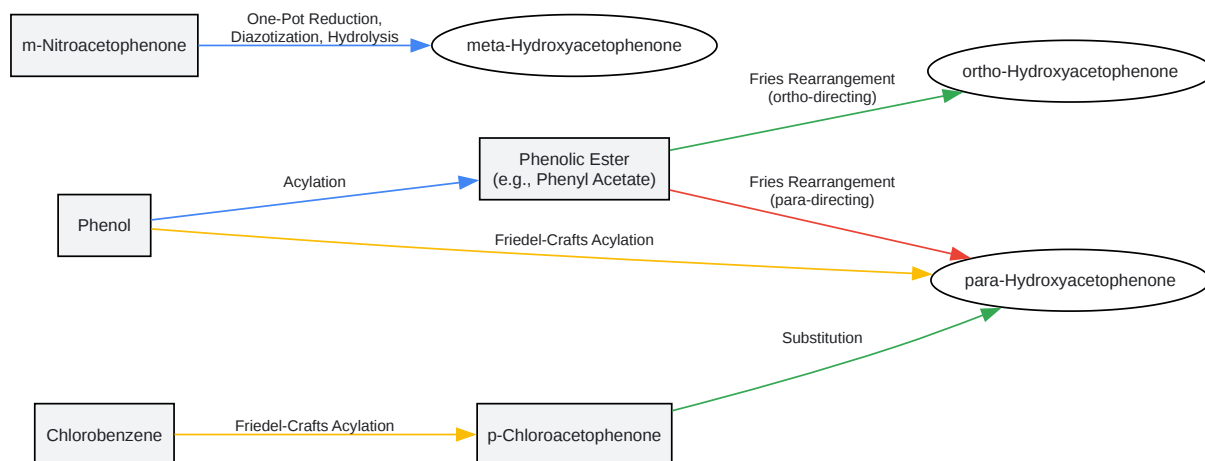 m-Nitroacetophenone
One-Pot Reduction,
Diazotization, Hydrolysis
meta-Hydroxyacetophenone
ortho-Hydroxyacetophenone
Fries Rearrangement
(ortho-directing)
Phenolic Ester
(e.g., Phenyl Acetate)
Acylation
Fries Rearrangement
(para-directing)
Phenol
Friedel-Crafts Acylation
para-Hydroxyacetophenone
Substitution
Chlorobenzene
Friedel-Crafts Acylation
p-Chloroacetophenone